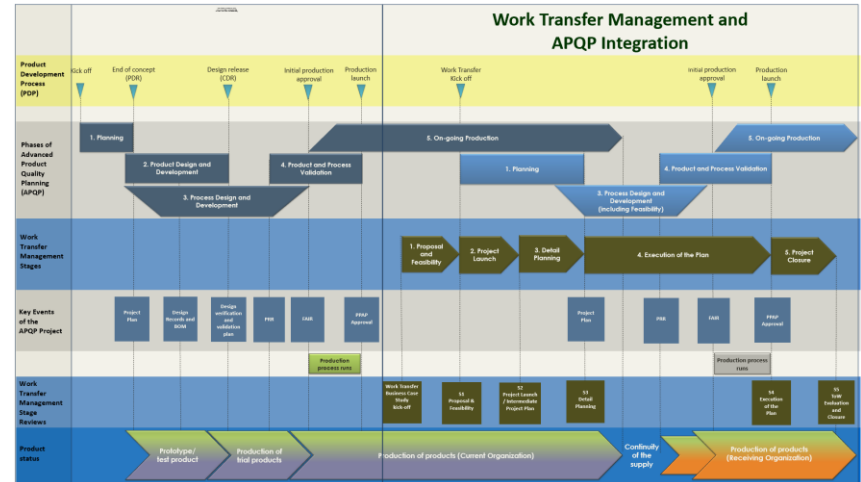 Work Transfer Management and
APQP Integration
Product
Development
Process
(PDP)
Kick off
End of concept
(PDR)
Design release
(CDR)
Initial production
approval
Production
launch
Work Transfer
Kick off
Initial production
approval
Production
launch
Phases of
Advanced
Product
Quality
Planning
(APQP)
1. Planning
2. Product Design and
Development
3. Process Design and
Development
4. Product and Process
Validation
5. On-going Production
1. Planning
3. Process Design and
Development
(including Feasibility)
4. Product and Process
Validation
5. On-going Production
Work
Transfer
Management
Stages
1. Proposal
and
Feasibility
2. Project
Launch
3. Detail
Planning
4. Execution of the Plan
5. Project
Closure
Key Events
of the
APQP Project
Project
Plan
Design
Records and
BOM
Design
verification
and
validation
plan
PRR
FAIR
PPAP
Approval
Project
Plan
PRR
FAIR
PPAP
Approval
Production
process runs
Production process
runs
Work
Transfer
Management
Stage
Reviews
Work Transfer
Business Case
Study
Kick-off
S1
Proposal &
Feasibility
S2
Project Launch
/ Intermediate
Project Plan
S3
Detail
Planning
S4
Execution
of the
Plan
S5
ToW
Evaluation
and
Closure
Product
status
Prototype/
test product
Production of
trial products
Production of products (Current Organization)
Continuity
of the
supply
Production of products
(Receiving Organization)